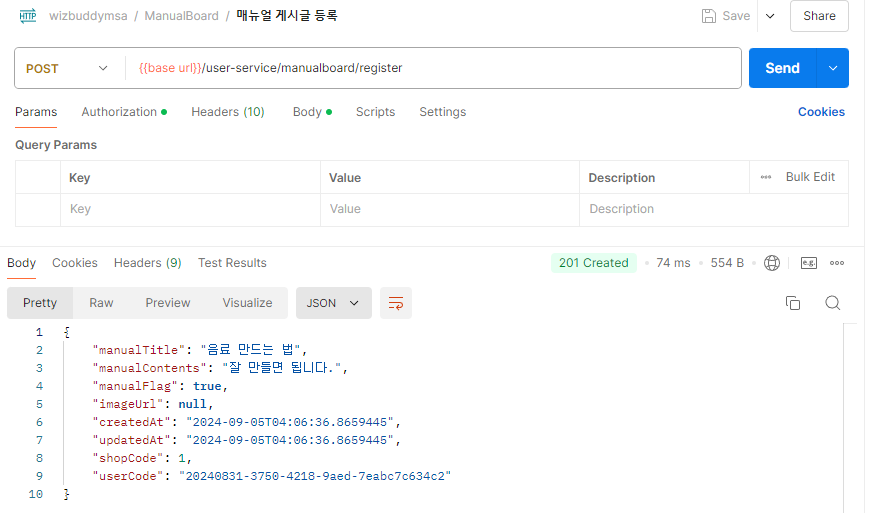 HTTP wizbuddymsa / ManualBoard / 매뉴얼 게시글 등록 Save Share
POST {{base url}}/user-service/manualboard/register Send
Params Authorization Headers (10) Body Scripts Settings Cookies
Query Params
Key Value Description Bulk Edit
Key Value Description
Body Cookies Headers (9) Test Results 201 Created 74 ms 554 B e.g.
Pretty Raw Preview Visualize JSON
1 {
2 "manualTitle": "음료 만드는 법",
3 "manualContents": "잘 만들면 됩니다.",
4 "manualFlag": true,
5 "imageUrl": null,
6 "createdAt": "2024-09-05T04:06:36.8659445",
7 "updatedAt": "2024-09-05T04:06:36.8659445",
8 "shopCode": 1,
9 "userCode": "20240831-3750-4218-9aed-7eabc7c634c2"
10 }